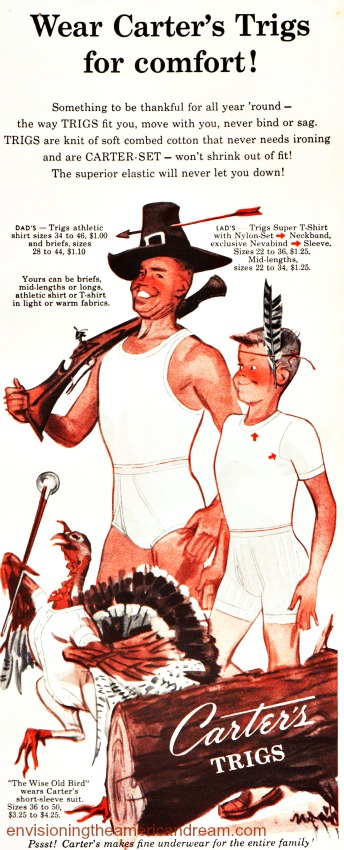 Wear Carter's Trigs
for comfort!
Something to be thankful for all year 'round —
the way TRIGS fit you, move with you, never bind or sag.
TRIGS are knit of soft combed cotton that never needs ironing
and are CARTER-SET — won't shrink out of fit!
The superior elastic will never let you down!
DAD'S — Trigs athletic
shirt sizes 34 to 46, $1.00
and briefs, sizes
28 to 44, $1.10
Yours can be briefs,
mid-lengths or longs,
athletic shirt or T-shirt
in light or warm fabrics.
LAD'S — Trigs Super T-Shirt
with Nylon-Set ➡ Neckband,
exclusive Nevabind ➡ Sleeve.
Sizes 22 to 36, $1.25.
Mid-lengths,
sizes 22 to 34, $1.25.
Carter's
TRIGS
"The Wise Old Bird"
wears Carter's
short-sleeve suit.
Sizes 36 to 50,
$3.25 to $4.25.
envisioningtheamericandream.com
Pssst! Carter's makes fine underwear for the entire family!